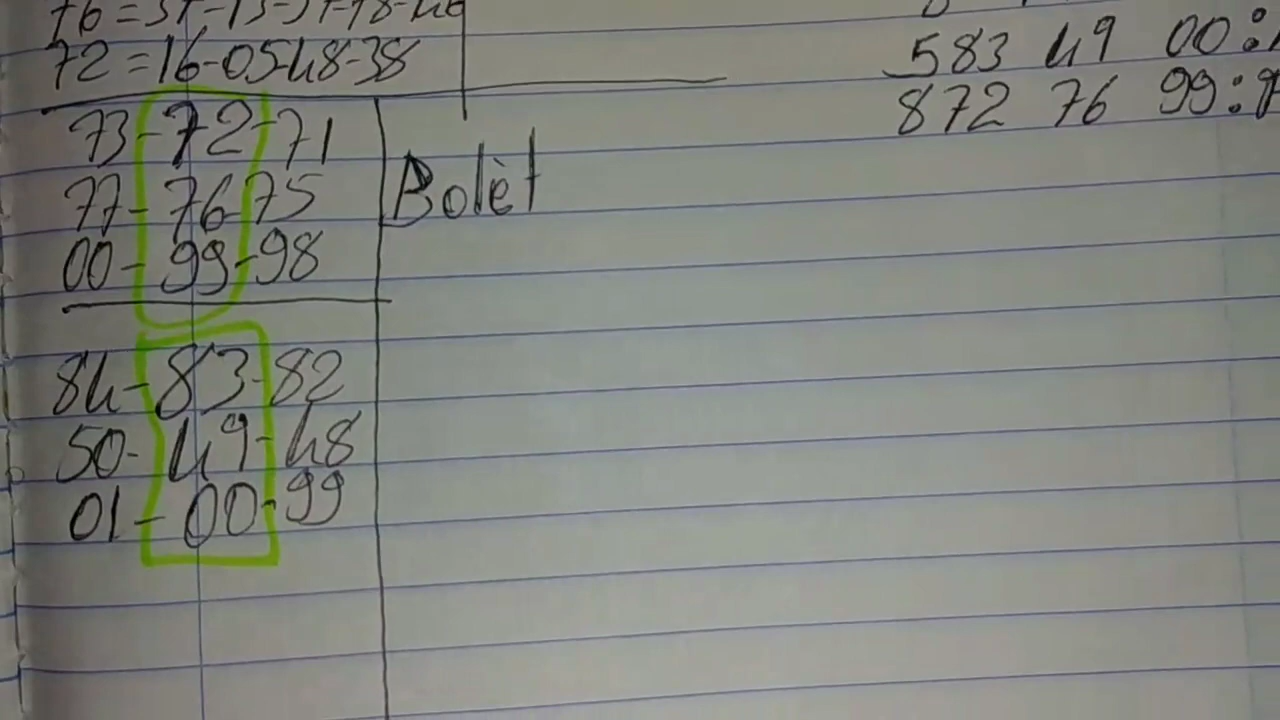 72=16-05-48-38
583 49 00:
872 76 99:
73-72-71
77-76-75
00-99-98
Bolèt
84-83-82
50-49-48
01-00-99